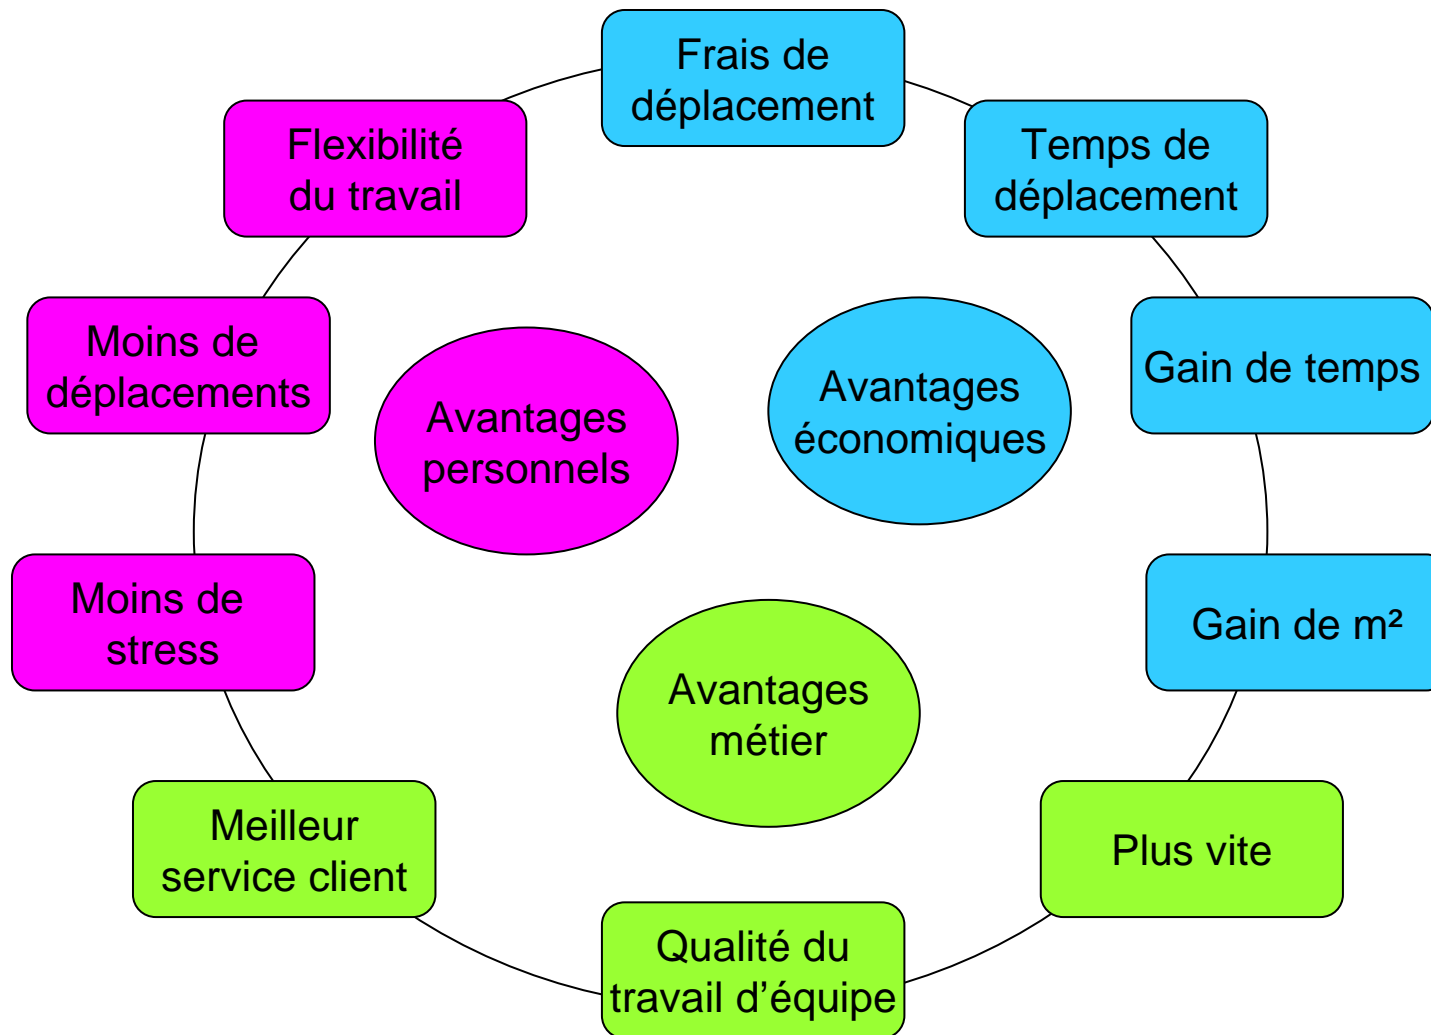 Frais de
déplacement
Flexibilité
du travail
Temps de
déplacement
Moins de
déplacements
Avantages
personnels
Avantages
économiques
Gain de temps
Moins de
stress
Gain de m²
Avantages
métier
Meilleur
service client
Plus vite
Qualité du
travail d’équipe